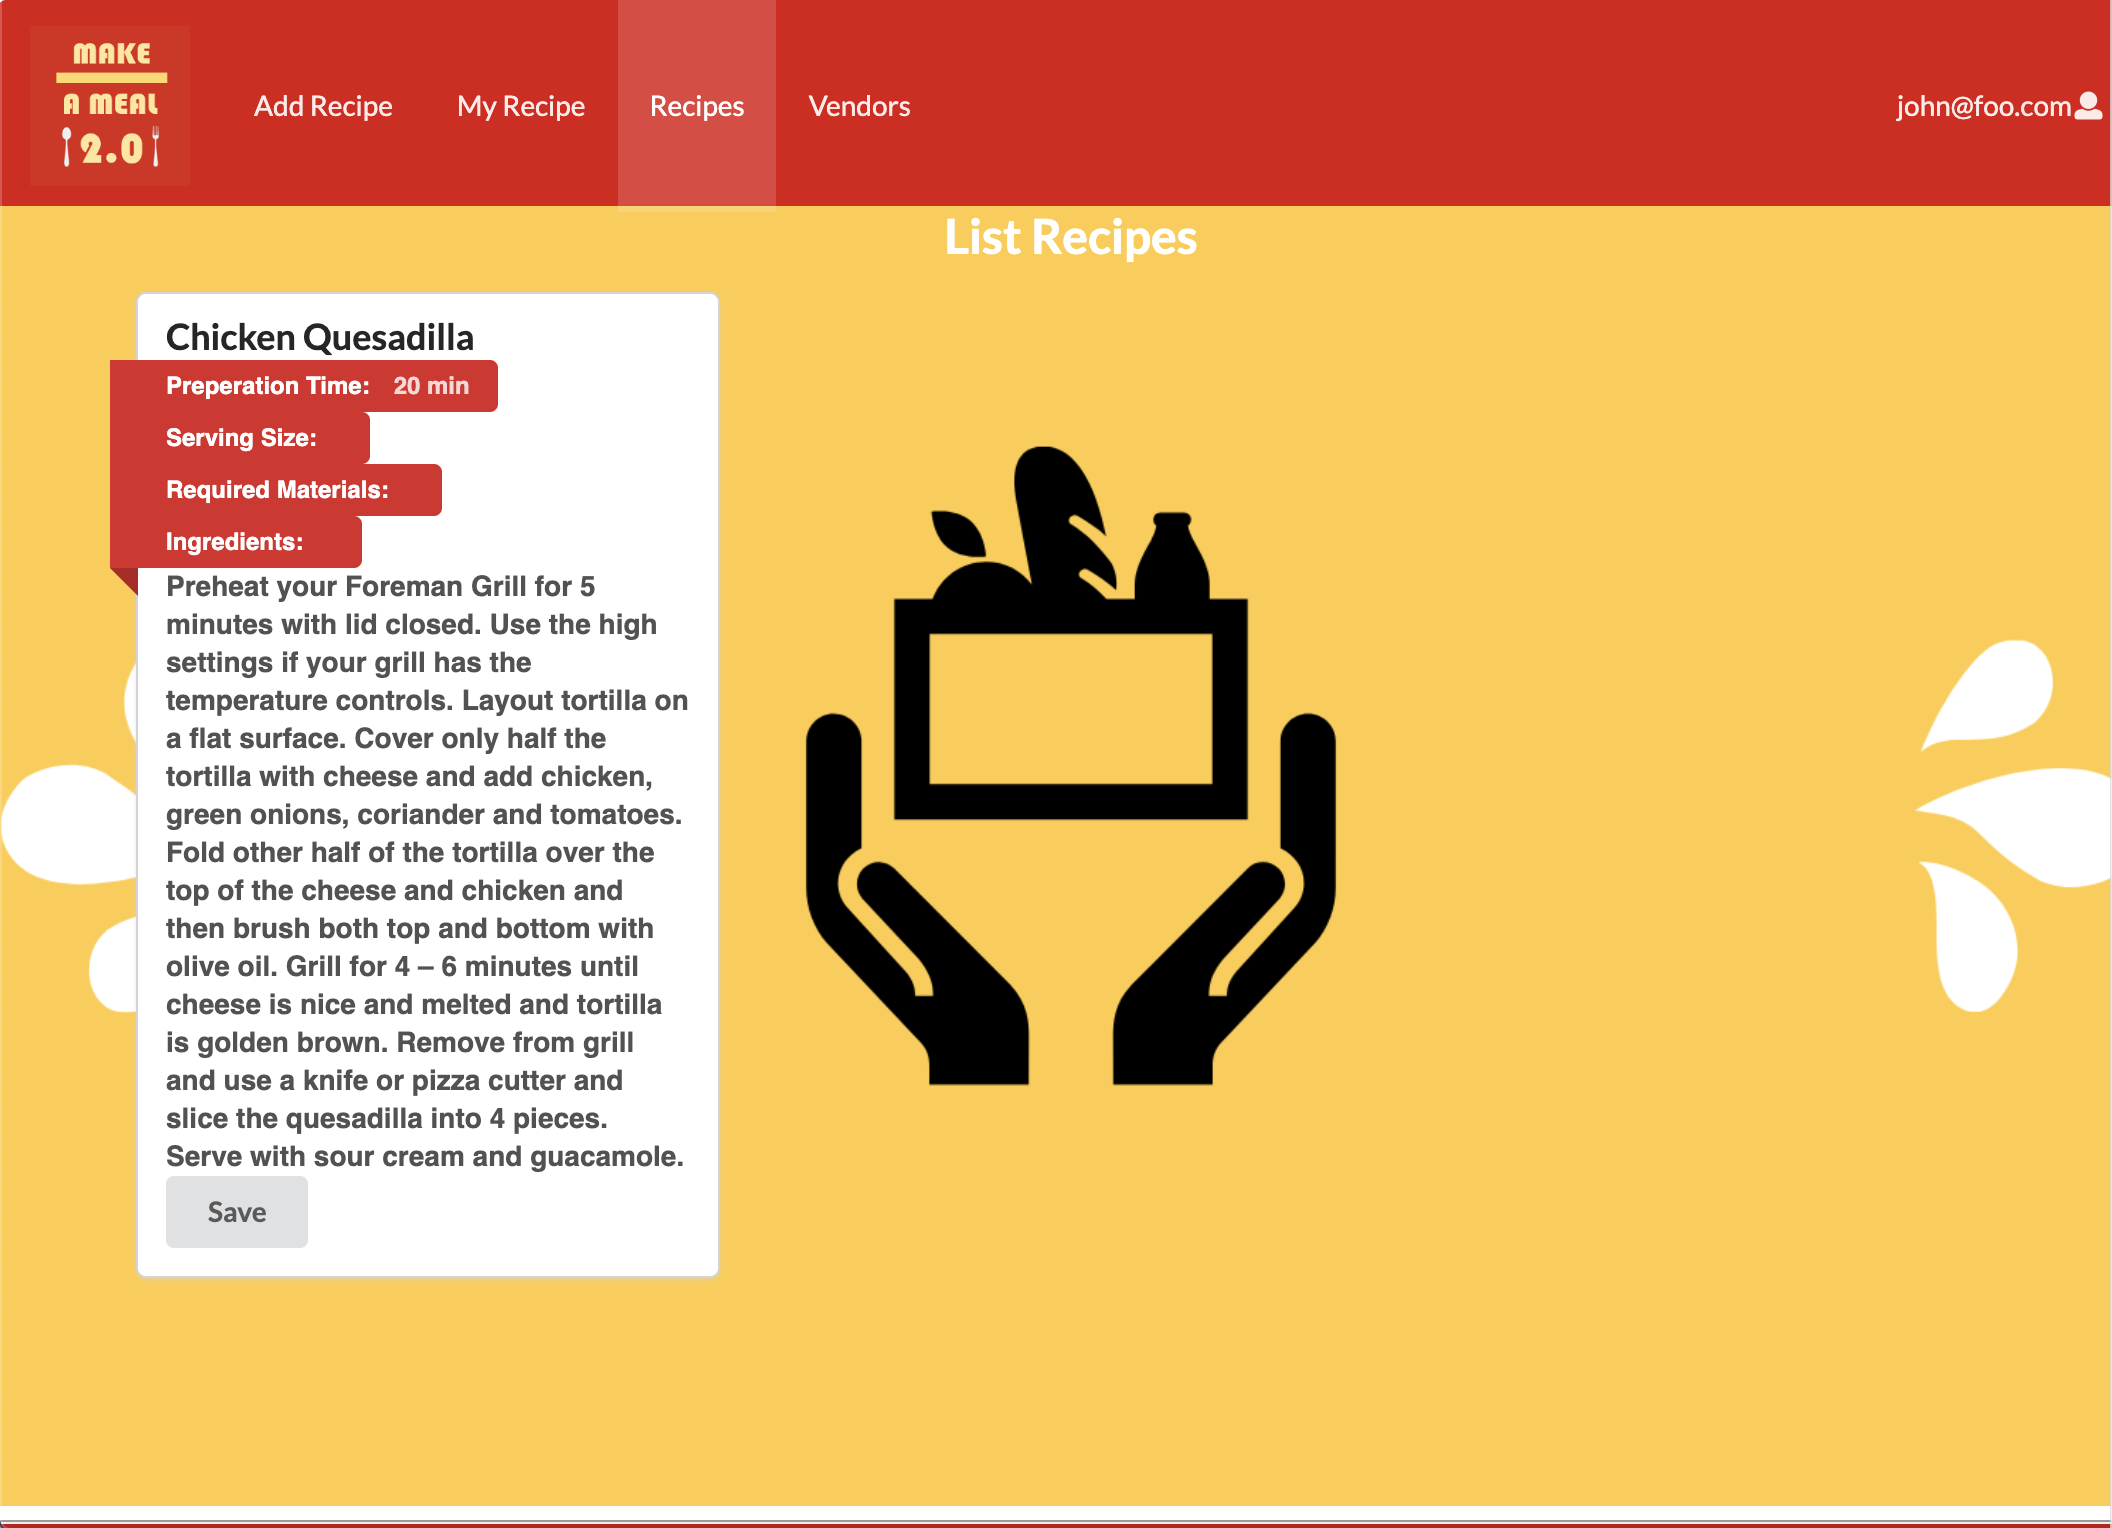 MAKE
A MEAL
2.0
Add Recipe
My Recipe
Recipes
Vendors
john@foo.com
List Recipes
Chicken Quesadilla
Preperation Time: 20 min
Serving Size:
Required Materials:
Ingredients:
Preheat your Foreman Grill for 5
minutes with lid closed. Use the high
settings if your grill has the
temperature controls. Layout tortilla on
a flat surface. Cover only half the
tortilla with cheese and add chicken,
green onions, coriander and tomatoes.
Fold other half of the tortilla over the
top of the cheese and chicken and
then brush both top and bottom with
olive oil. Grill for 4 – 6 minutes until
cheese is nice and melted and tortilla
is golden brown. Remove from grill
and use a knife or pizza cutter and
slice the quesadilla into 4 pieces.
Serve with sour cream and guacamole.
Save